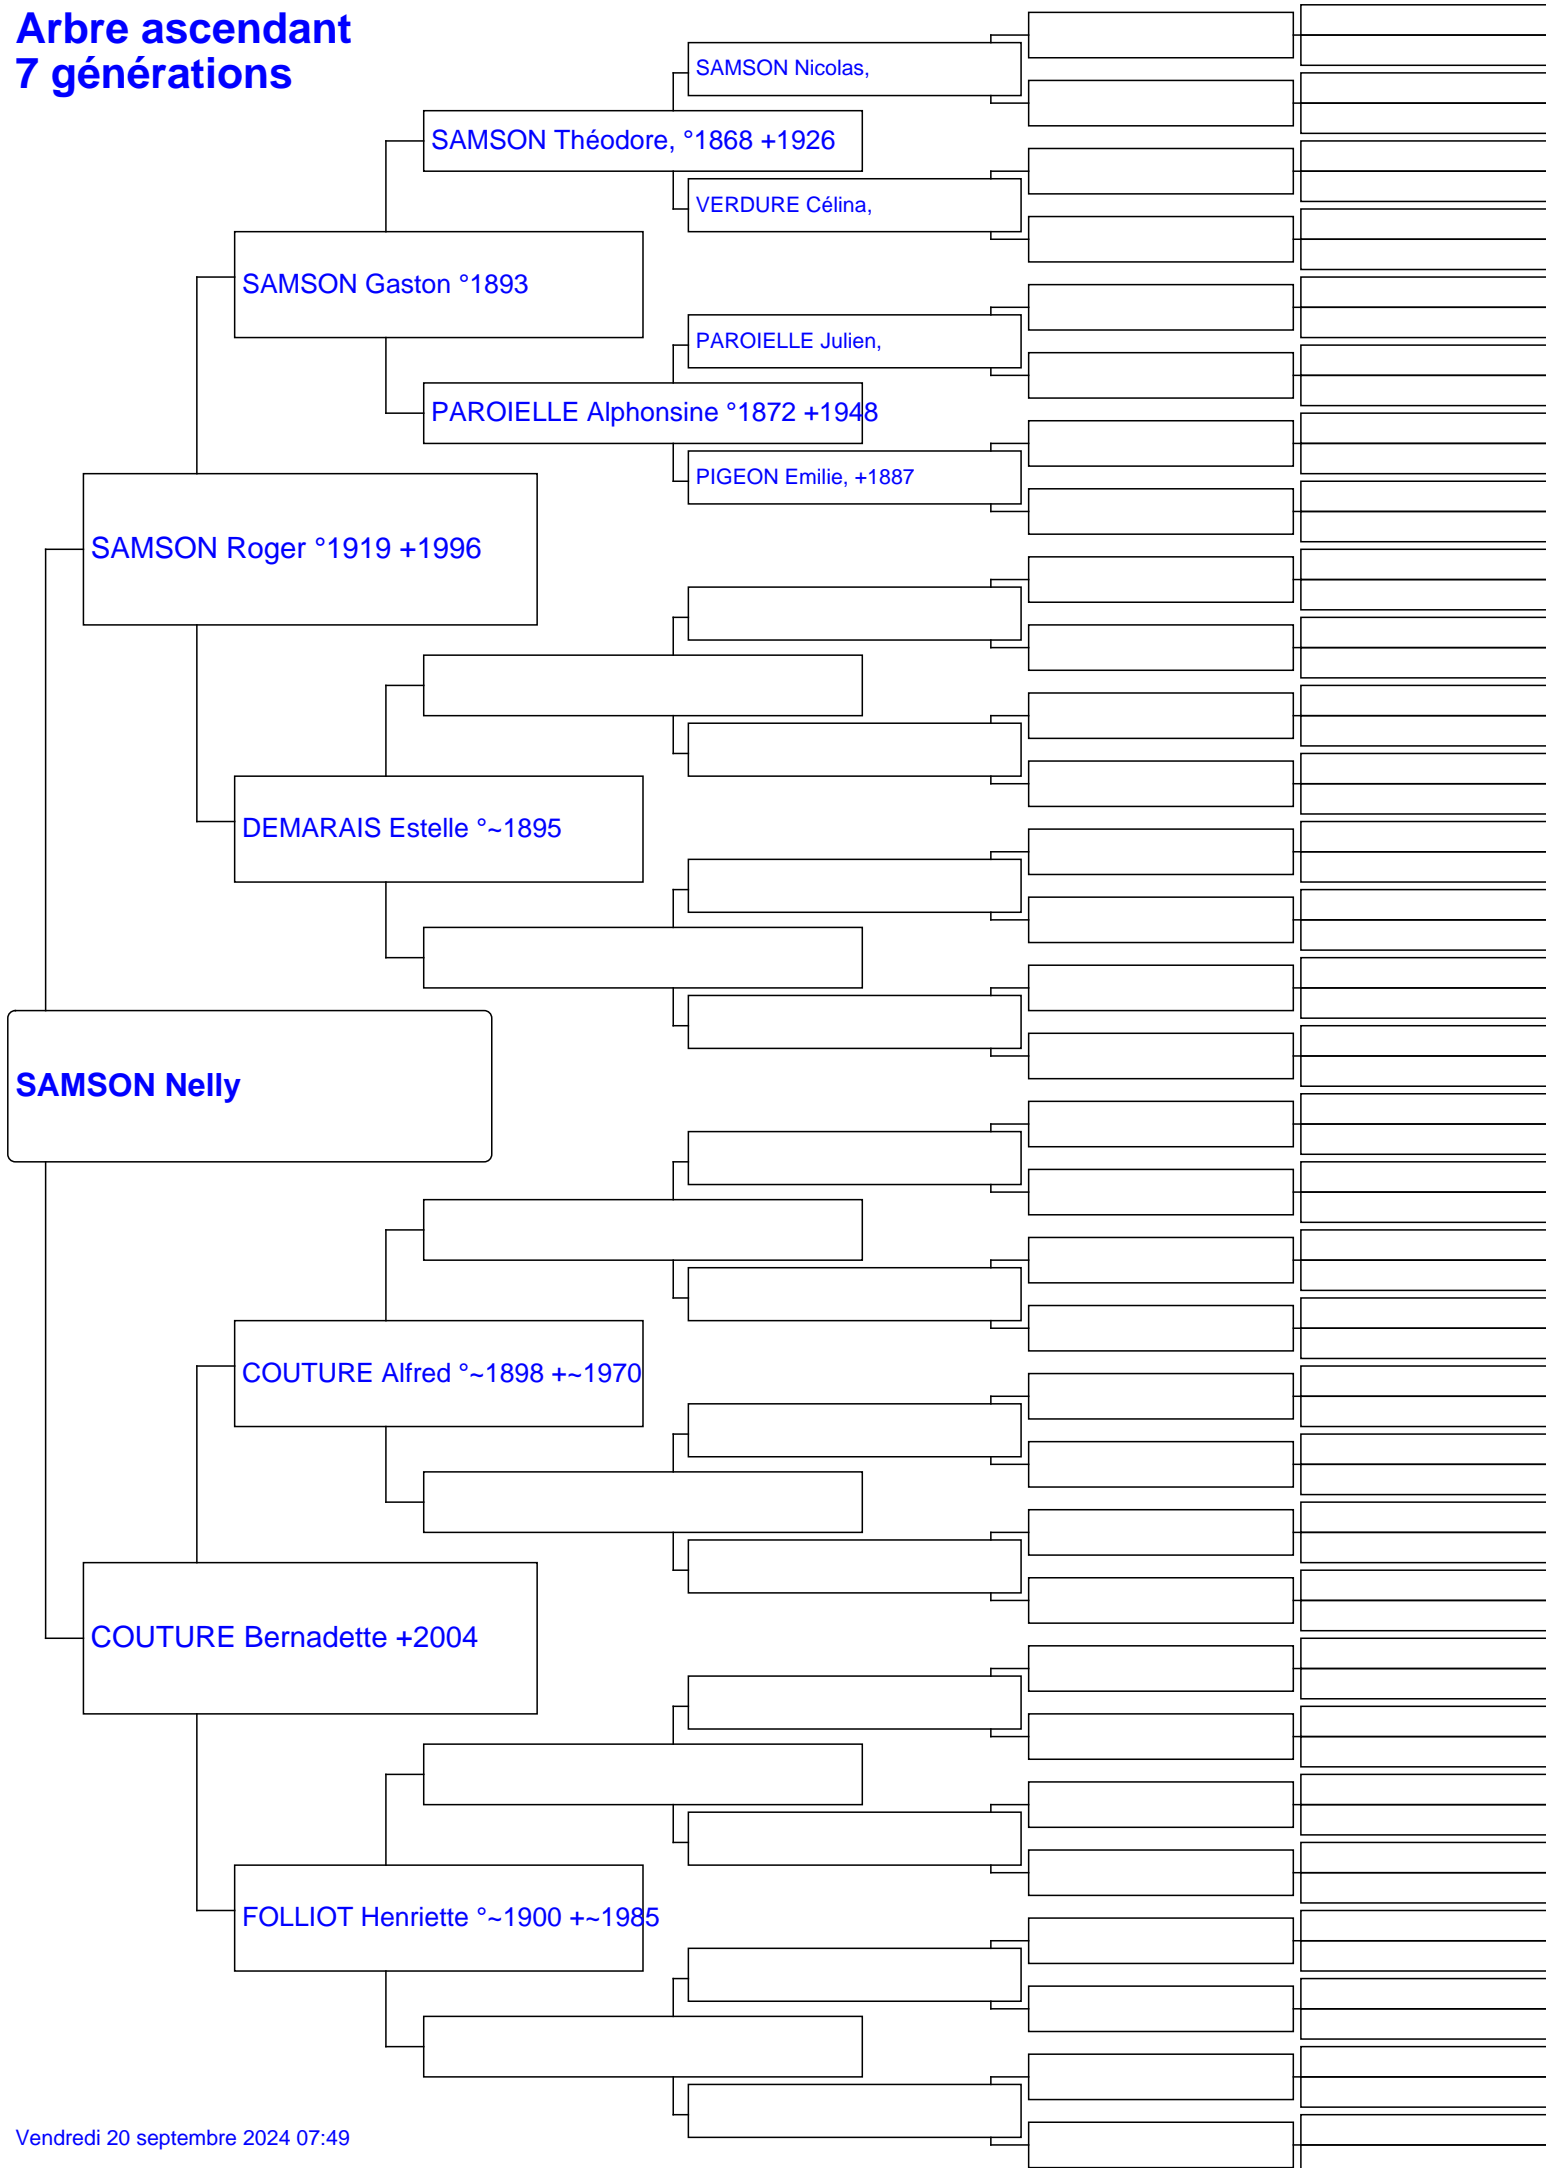 Arbre ascendant
7 générations
SAMSON Nicolas,
SAMSON Théodore, °1868 +1926
VERDURE Célina,
SAMSON Gaston °1893
PAROIELLE Julien,
PAROIELLE Alphonsine °1872 +1948
PIGEON Emilie, +1887
SAMSON Roger °1919 +1996
DEMARAIS Estelle °~1895
SAMSON Nelly
COUTURE Alfred °~1898 +~1970
COUTURE Bernadette +2004
FOLLIOT Henriette °~1900 +~1985
Vendredi 20 septembre 2024 07:49